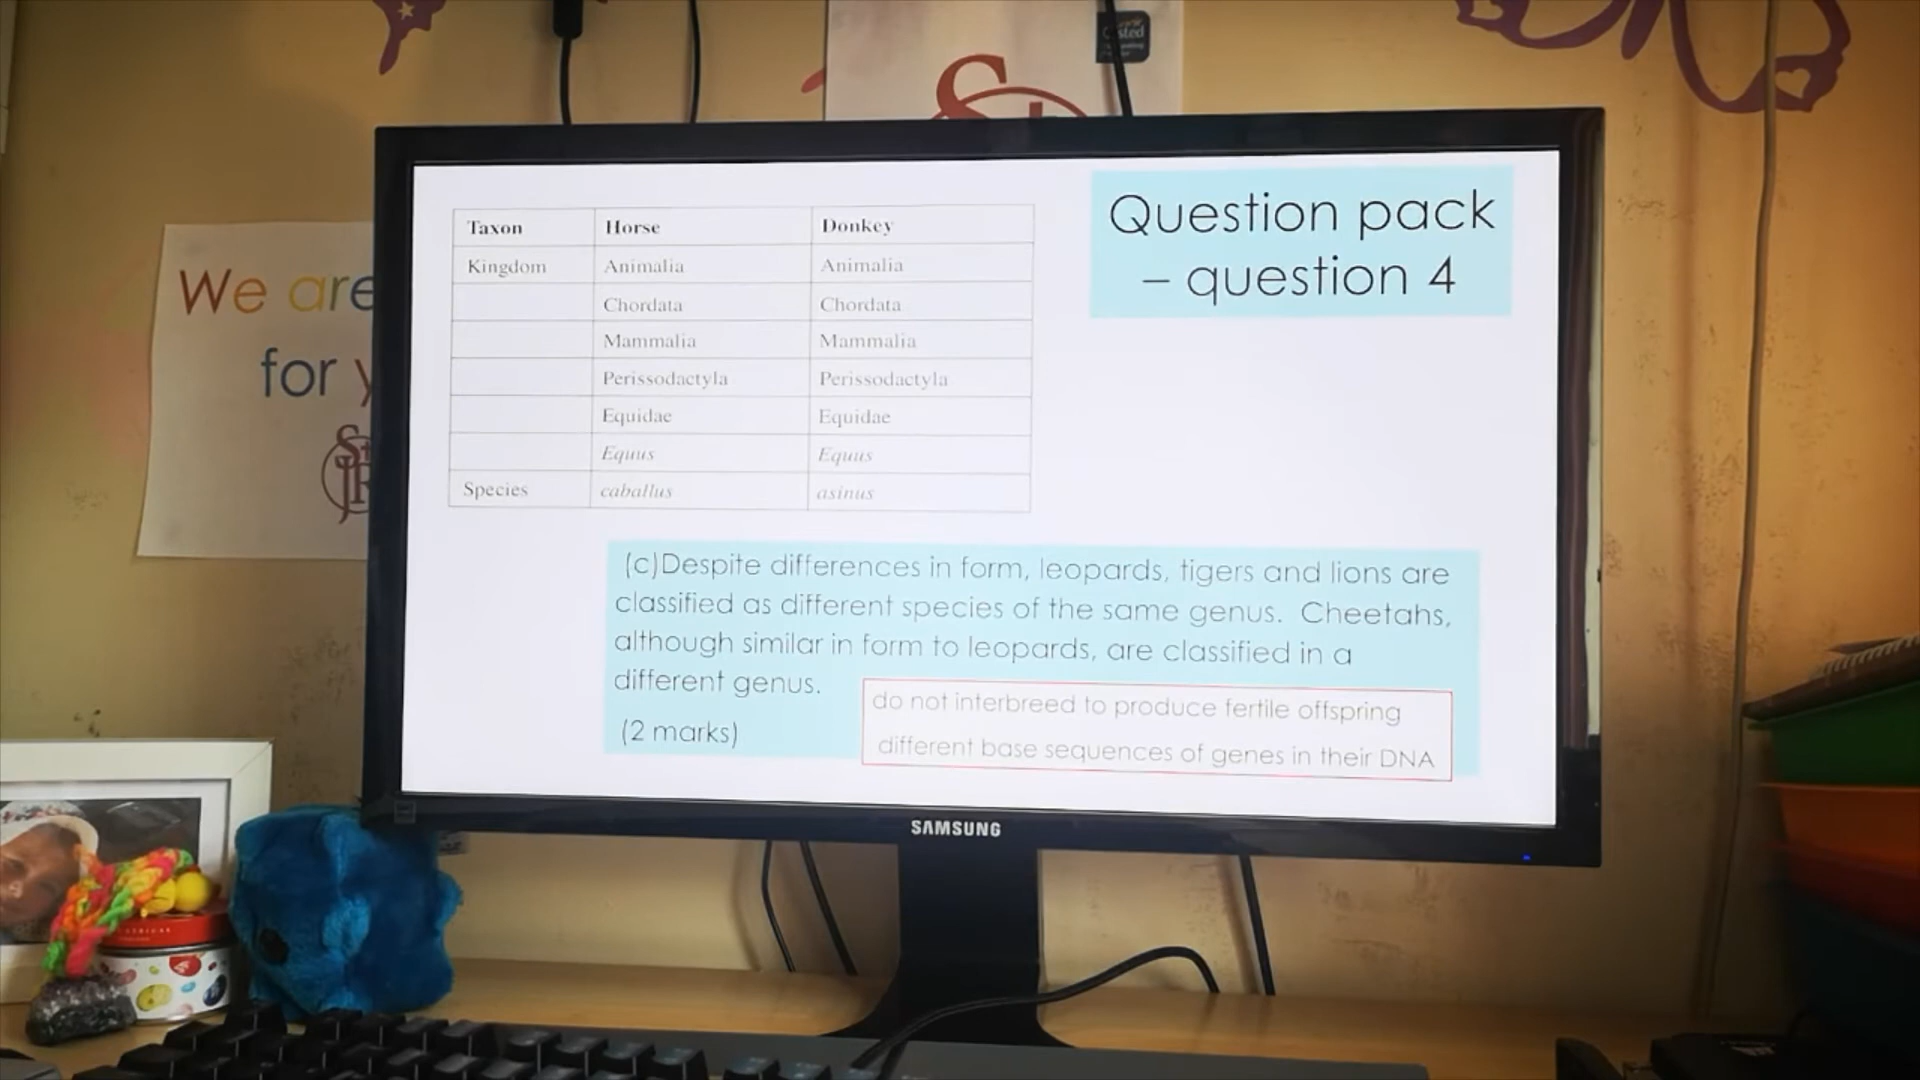 sted
We are
for
Question pack
– question 4
Taxon Horse Donkey
Kingdom Animalia Animalia
Chordata Chordata
Mammalia Mammalia
Perissodactyla Perissodactyla
Equidae Equidae
Equus Equus
Species caballus asinus
(c)Despite differences in form, leopards, tigers and lions are
classified as different species of the same genus. Cheetahs,
although similar in form to leopards, are classified in a
different genus.
(2 marks)
do not interbreed to produce fertile offspring
different base sequences of genes in their DNA
SAMSUNG